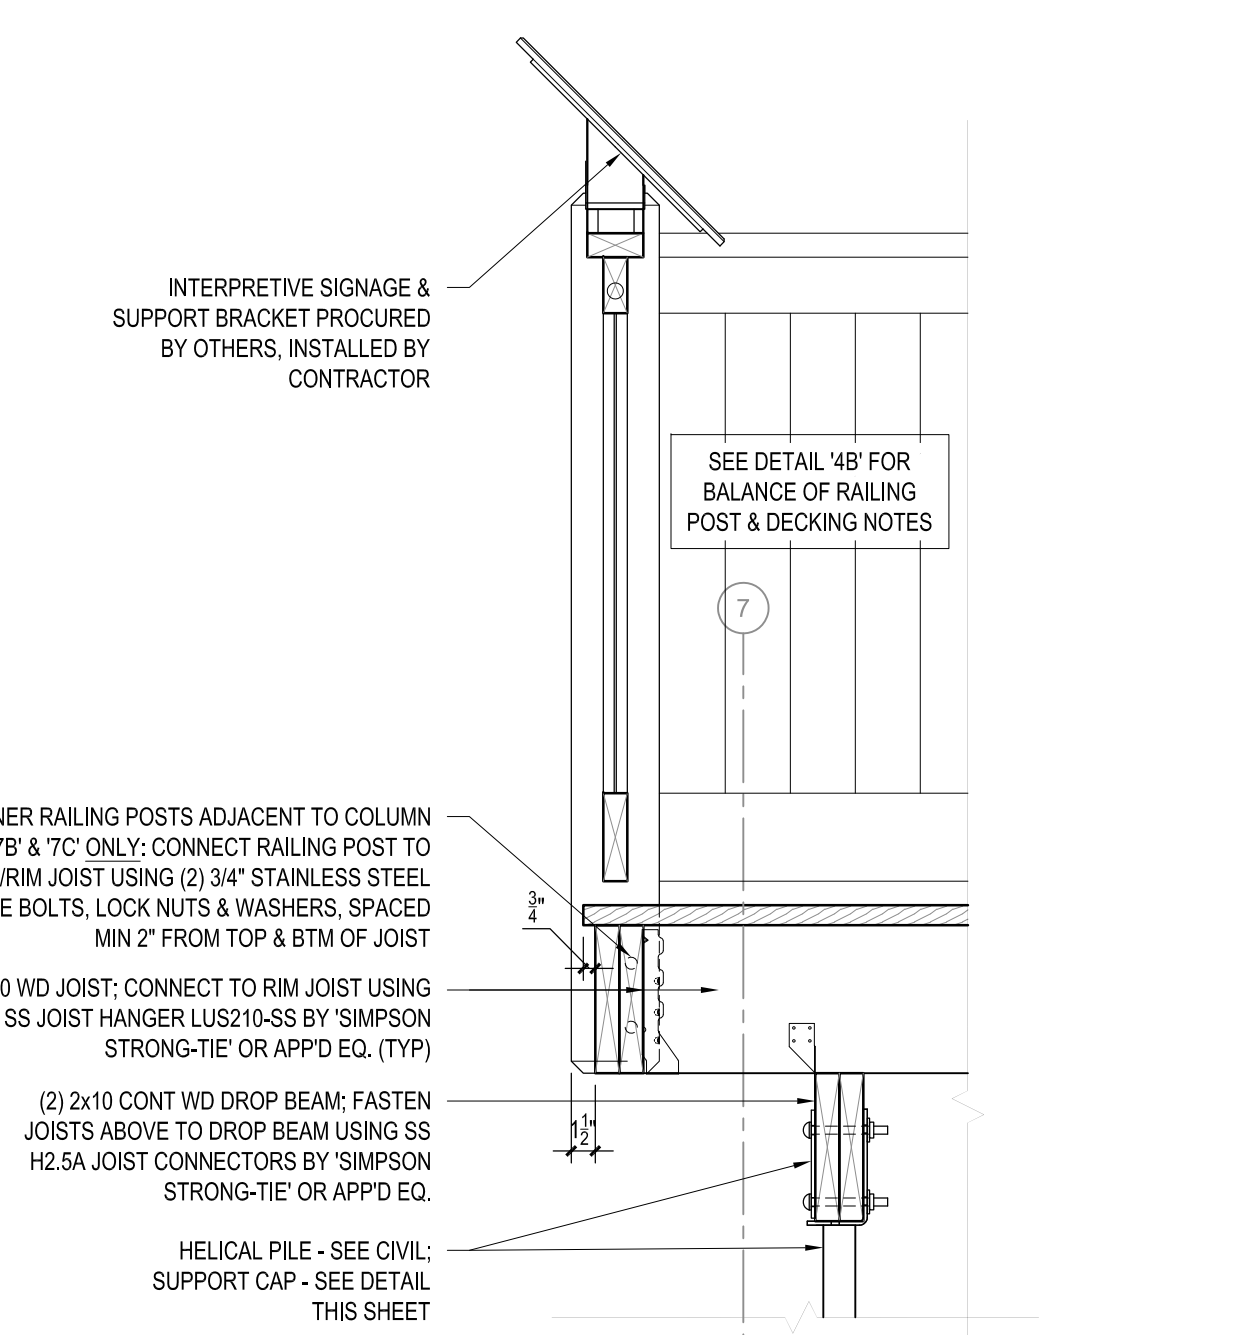 INTERPRETIVE SIGNAGE &
SUPPORT BRACKET PROCURED
BY OTHERS, INSTALLED BY
CONTRACTOR
SEE DETAIL '4B' FOR
BALANCE OF RAILING
POST & DECKING NOTES
7
RAILING POSTS ADJACENT TO COLUMN
'7B' & '7C' ONLY: CONNECT RAILING POST TO
/RIM JOIST USING (2) 3/4" STAINLESS STEEL
BOLTS, LOCK NUTS & WASHERS, SPACED
MIN 2" FROM TOP & BTM OF JOIST
3/4"
WD JOIST; CONNECT TO RIM JOIST USING
SS JOIST HANGER LUS210-SS BY 'SIMPSON
STRONG-TIE' OR APP'D EQ. (TYP)
(2) 2x10 CONT WD DROP BEAM; FASTEN
JOISTS ABOVE TO DROP BEAM USING SS
H2.5A JOIST CONNECTORS BY 'SIMPSON
STRONG-TIE' OR APP'D EQ.
1 1/2"
HELICAL PILE - SEE CIVIL;
SUPPORT CAP - SEE DETAIL
THIS SHEET